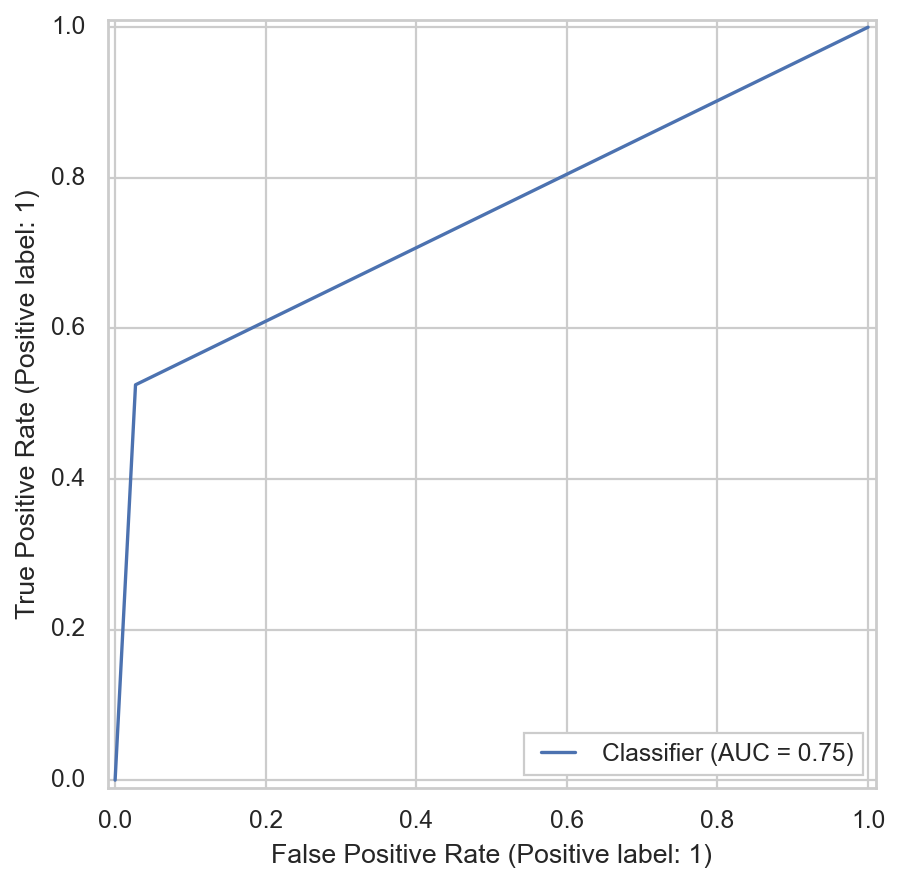 1.0
0.8
0.6
0.4
0.2
0.0
True Positive Rate (Positive label: 1)
Classifier (AUC = 0.75)
0.0 0.2 0.4 0.6 0.8 1.0
False Positive Rate (Positive label: 1)